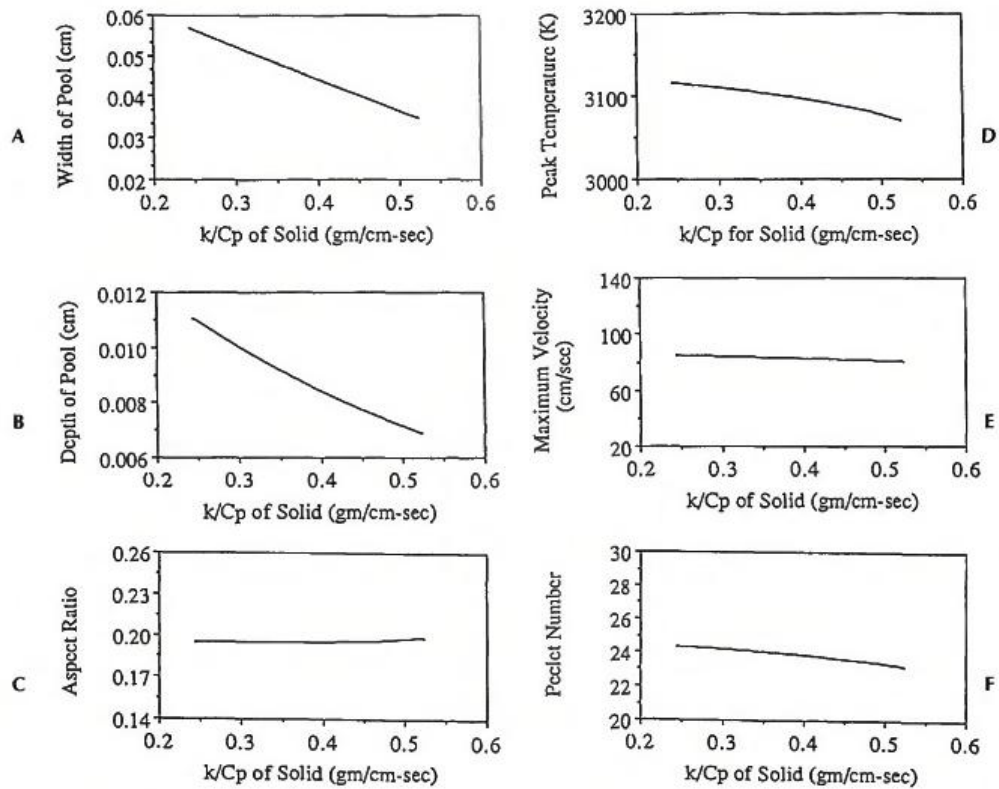 A
Width of Pool (cm)
0.06
0.05
0.04
0.03
0.02
0.2 0.3 0.4 0.5 0.6
k/Cp of Solid (gm/cm-sec)
D
Peak Temperature (K)
3200
3100
3000
0.2 0.3 0.4 0.5 0.6
k/Cp for Solid (gm/cm-sec)
B
Depth of Pool (cm)
0.012
0.010
0.008
0.006
0.2 0.3 0.4 0.5 0.6
k/Cp of Solid (gm/cm-sec)
E
Maximum Velocity
(cm/sec)
140
100
60
20
0.2 0.3 0.4 0.5 0.6
k/Cp of Solid (gm/cm-sec)
C
Aspect Ratio
0.26
0.23
0.20
0.17
0.14
0.2 0.3 0.4 0.5 0.6
k/Cp of Solid (gm/cm-sec)
F
Peclet Number
30
28
26
24
22
20
0.2 0.3 0.4 0.5 0.6
k/Cp of Solid (gm/cm-sec)